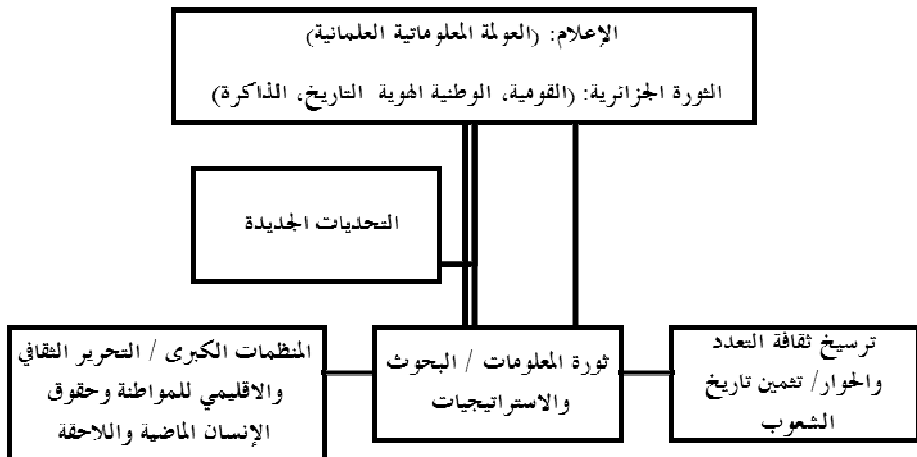 الإعلام: (العولمة المعلوماتية العلمانية)
الثورة الجزائرية: (القومية، الوطنية الهوية التاريخ، الذاكرة)
التحديات الجديدة
ترسيخ ثقافة التعدد
والحوار/ تثمين تاريخ
الشعوب
ثورة المعلومات / البحوث
والاستراتيجيات
المنظمات الكبرى / التحرير الثقافي
والاقليمي للمواطنة وحقوق
الإنسان الماضية واللاحقة